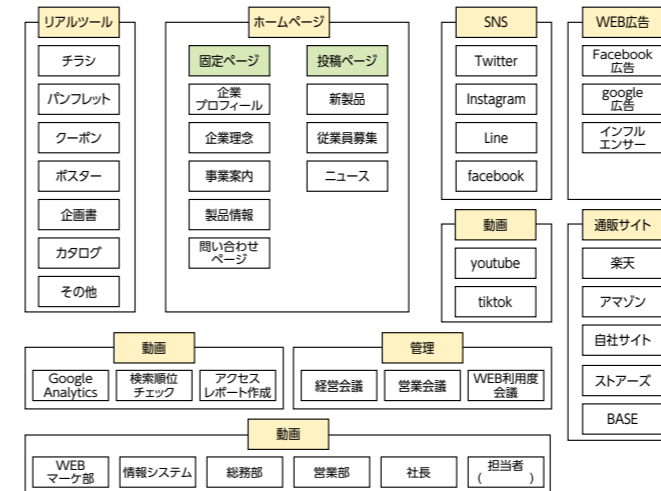 リアルツール
チラシ
パンフレット
クーポン
ポスター
企画書
カタログ
その他
ホームページ
固定ページ
企業
プロフィール
企業理念
事業案内
製品情報
問い合わせ
ページ
投稿ページ
新製品
従業員募集
ニュース
SNS
Twitter
Instagram
Line
facebook
動画
youtube
tiktok
WEB広告
Facebook
広告
google
広告
インフル
エンサー
通販サイト
楽天
アマゾン
自社サイト
ストアーズ
BASE
動画
Google
Analytics
検索順位
チェック
アクセス
レポート作成
管理
経営会議
営業会議
WEB利用度
会議
動画
WEB
マーケ部
情報システム
総務部
営業部
社長
担当者
(　　　)